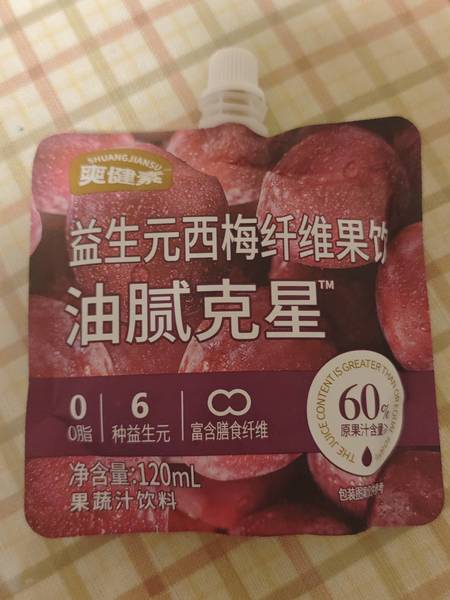 SHUANGJIANSU
爽健素
益生元西梅纤维果饮
油腻克星™
0
0脂
6
种益生元
富含膳食纤维
THE JUICE CONTENT IS GREATER THAN OR EQUAL
60%
原果汁含量≥
净含量:120mL
果蔬汁饮料